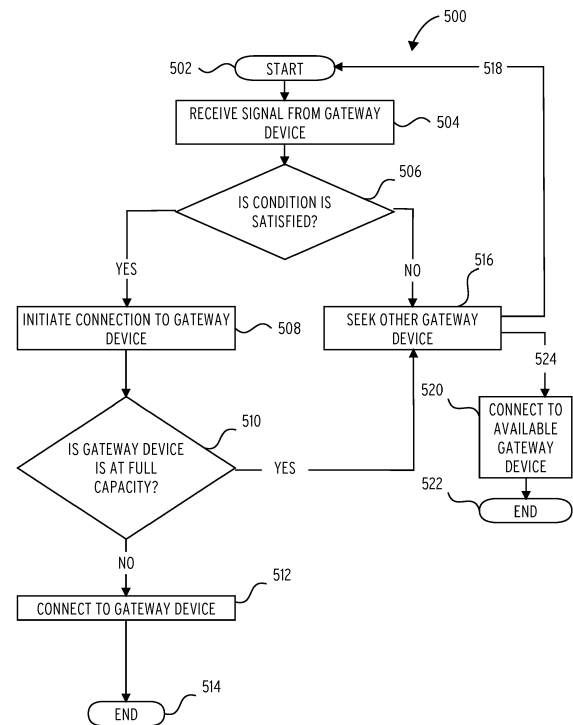 500
502
START
518
RECEIVE SIGNAL FROM GATEWAY
DEVICE
504
506
IS CONDITION IS
SATISFIED?
YES
NO
516
INITIATE CONNECTION TO GATEWAY
DEVICE
508
SEEK OTHER GATEWAY
DEVICE
524
520
CONNECT TO
AVAILABLE
GATEWAY
DEVICE
510
IS GATEWAY DEVICE
IS AT FULL
CAPACITY?
YES
522
END
NO
512
CONNECT TO GATEWAY DEVICE
514
END